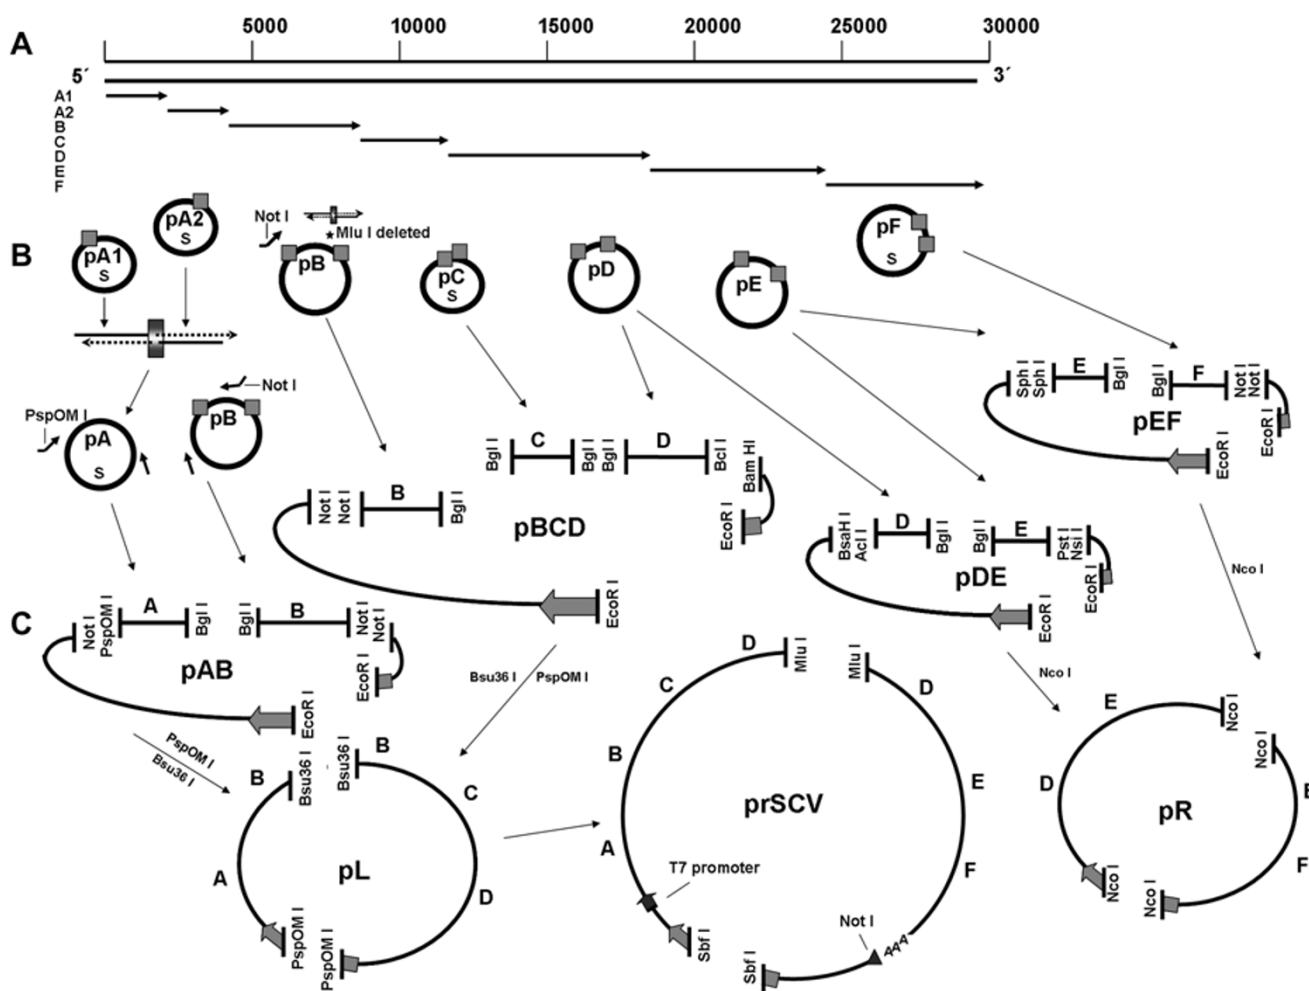 5000 10000 15000 20000 25000 30000
A
5´ 3´
A1
A2
B
C
D
E
F
B
pA1
S
pA2
S
Not I
★Mlu I deleted
pB
pC
S
pD
pE
pF
S
PspOM I
pA
S
Not I
pB
Sph I
Sph I
E
Bgl I
Bgl I
F
Not I
Not I
pEF
EcoR I
EcoR I
Bgl I
C
Bgl I
Bgl I
D
Bcl I
Bam HI
Not I
Not I
B
Bgl I
pBCD
EcoR I
EcoR I
BsaH I
Acl I
D
Bgl I
Bgl I
E
Pst I
Nsi I
pDE
EcoR I
EcoR I
Nco I
C
Not I
PspOM I
A
Bgl I
Bgl I
B
Not I
Not I
pAB
EcoR I
EcoR I
Bsu36 I PspOM I
Nco I
PspOM I
Bsu36 I
B
Bsu36 I
Bsu36 I
B
C
A
pL
D
PspOM I
PspOM I
D
Mlu I
Mlu I
D
C
B
E
prSCV
A
F
T7 promoter
Not I
AAA
Sbf I
Sbf I
E
Nco I
Nco I
D
E
pR
F
Nco I
Nco I